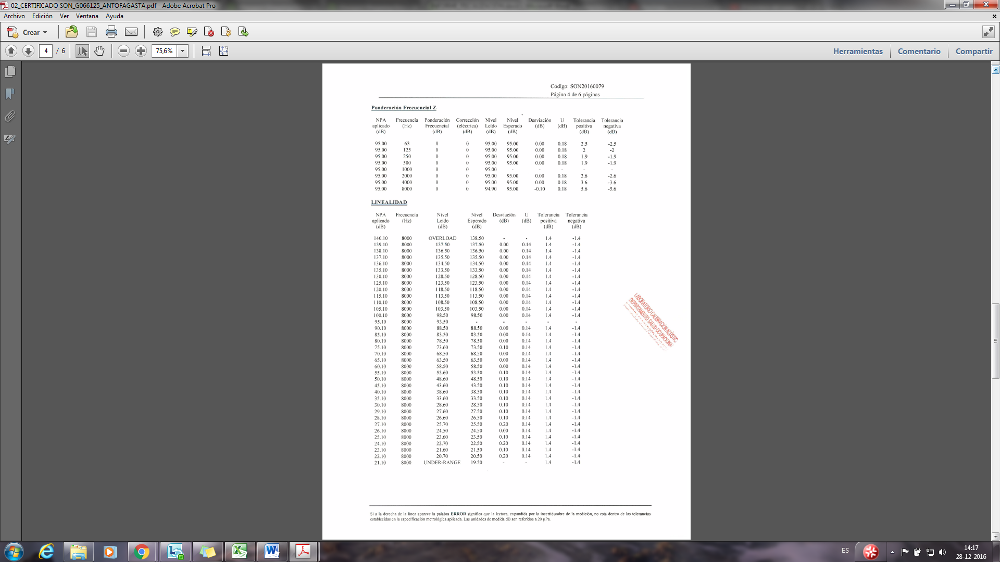 02_CERTIFICADO SON_G066125_ANTOFAGASTA.pdf - Adobe Acrobat Pro
Archivo Edición Ver Ventana Ayuda
Crear
4 / 6 75,6% Herramientas Comentario Compartir
Código: SON20160079
Página 4 de 6 páginas
Ponderación Frecuencial Z
NPA Frecuencia Ponderación Corrección Nivel Nivel Desviación U Tolerancia Tolerancia
aplicado (Hz) Frecuencial (eléctrica) Leído Esperado (dB) (dB) positiva negativa
(dB) (dB) (dB) (dB) (dB) (dB) (dB)
95.00 63 0 0 95.00 95.00 0.00 0.18 2.5 -2.5
95.00 125 0 0 95.00 95.00 0.00 0.18 2 -2
95.00 250 0 0 95.00 95.00 0.00 0.18 1.9 -1.9
95.00 500 0 0 95.00 95.00 0.00 0.18 1.9 -1.9
95.00 1000 0 0 95.00 - - - - -
95.00 2000 0 0 95.00 95.00 0.00 0.18 2.6 -2.6
95.00 4000 0 0 95.00 95.00 0.00 0.18 3.6 -3.6
95.00 8000 0 0 94.90 95.00 -0.10 0.18 5.6 -5.6
LINEALIDAD
NPA Frecuencia Nivel Nivel Desviación U Tolerancia Tolerancia
aplicado (Hz) Leído Esperado (dB) (dB) positiva negativa
(dB) (dB) (dB) (dB) (dB)
140.10 8000 OVERLOAD 138.50 - - 1.4 -1.4
139.10 8000 137.50 137.50 0.00 0.14 1.4 -1.4
138.10 8000 136.50 136.50 0.00 0.14 1.4 -1.4
137.10 8000 135.50 135.50 0.00 0.14 1.4 -1.4
136.10 8000 134.50 134.50 0.00 0.14 1.4 -1.4
135.10 8000 133.50 133.50 0.00 0.14 1.4 -1.4
130.10 8000 128.50 128.50 0.00 0.14 1.4 -1.4
125.10 8000 123.50 123.50 0.00 0.14 1.4 -1.4
120.10 8000 118.50 118.50 0.00 0.14 1.4 -1.4
115.10 8000 113.50 113.50 0.00 0.14 1.4 -1.4
110.10 8000 108.50 108.50 0.00 0.14 1.4 -1.4
105.10 8000 103.50 103.50 0.00 0.14 1.4 -1.4
100.10 8000 98.50 98.50 0.00 0.14 1.4 -1.4
95.10 8000 93.50 - - - - -
90.10 8000 88.50 88.50 0.00 0.14 1.4 -1.4
85.10 8000 83.50 83.50 0.00 0.14 1.4 -1.4
80.10 8000 78.50 78.50 0.00 0.14 1.4 -1.4
75.10 8000 73.60 73.50 0.10 0.14 1.4 -1.4
70.10 8000 68.50 68.50 0.00 0.14 1.4 -1.4
65.10 8000 63.50 63.50 0.00 0.14 1.4 -1.4
60.10 8000 58.50 58.50 0.00 0.14 1.4 -1.4
55.10 8000 53.60 53.50 0.10 0.14 1.4 -1.4
50.10 8000 48.60 48.50 0.10 0.14 1.4 -1.4
45.10 8000 43.60 43.50 0.10 0.14 1.4 -1.4
40.10 8000 38.60 38.50 0.10 0.14 1.4 -1.4
35.10 8000 33.60 33.50 0.10 0.14 1.4 -1.4
30.10 8000 28.60 28.50 0.10 0.14 1.4 -1.4
29.10 8000 27.60 27.50 0.10 0.14 1.4 -1.4
28.10 8000 26.60 26.50 0.10 0.14 1.4 -1.4
27.10 8000 25.70 25.50 0.20 0.14 1.4 -1.4
26.10 8000 24.50 24.50 0.00 0.14 1.4 -1.4
25.10 8000 23.60 23.50 0.10 0.14 1.4 -1.4
24.10 8000 22.70 22.50 0.20 0.14 1.4 -1.4
23.10 8000 21.60 21.50 0.10 0.14 1.4 -1.4
22.10 8000 20.70 20.50 0.20 0.14 1.4 -1.4
21.10 8000 UNDER-RANGE 19.50 - - 1.4 -1.4
LABORATORIO CALIBRACION ACÚSTIC
DEPARTAMENTO SALUD OCUPACIONA
Si a la derecha de la línea aparece la palabra ERROR significa que la lectura, expandida por la incertidumbre de la medición, no está dentro de las tolerancias
establecidas en la especificación metrológica aplicada. Las unidades de medida dB son referidos a 20 µPa.
ES 14:17
28-12-2016